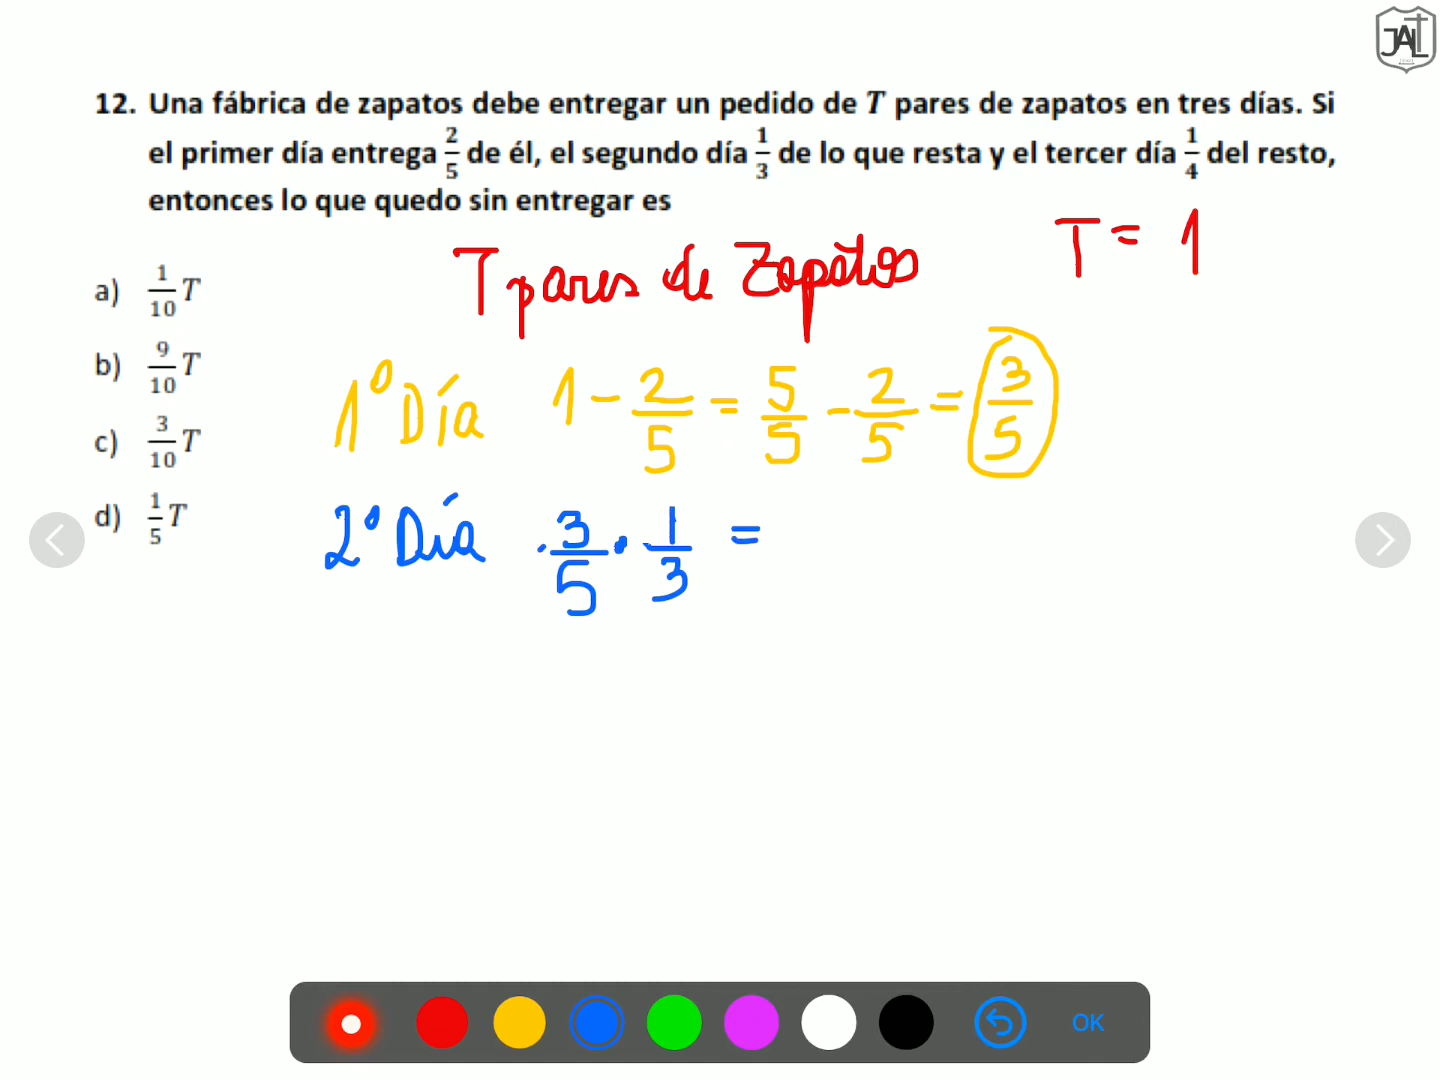 JALT
12. Una fábrica de zapatos debe entregar un pedido de T pares de zapatos en tres días. Si
el primer día entrega 2/5 de él, el segundo día 1/3 de lo que resta y el tercer día 1/4 del resto,
entonces lo que quedo sin entregar es
T = 1
T pares de Zapatos
a) 1/10 T
b) 9/10 T
1º Día 1 - 2/5 = 5/5 - 2/5 = 3/5
c) 3/10 T
d) 1/5 T
2º Día · 3/5 · 1/3 =
OK